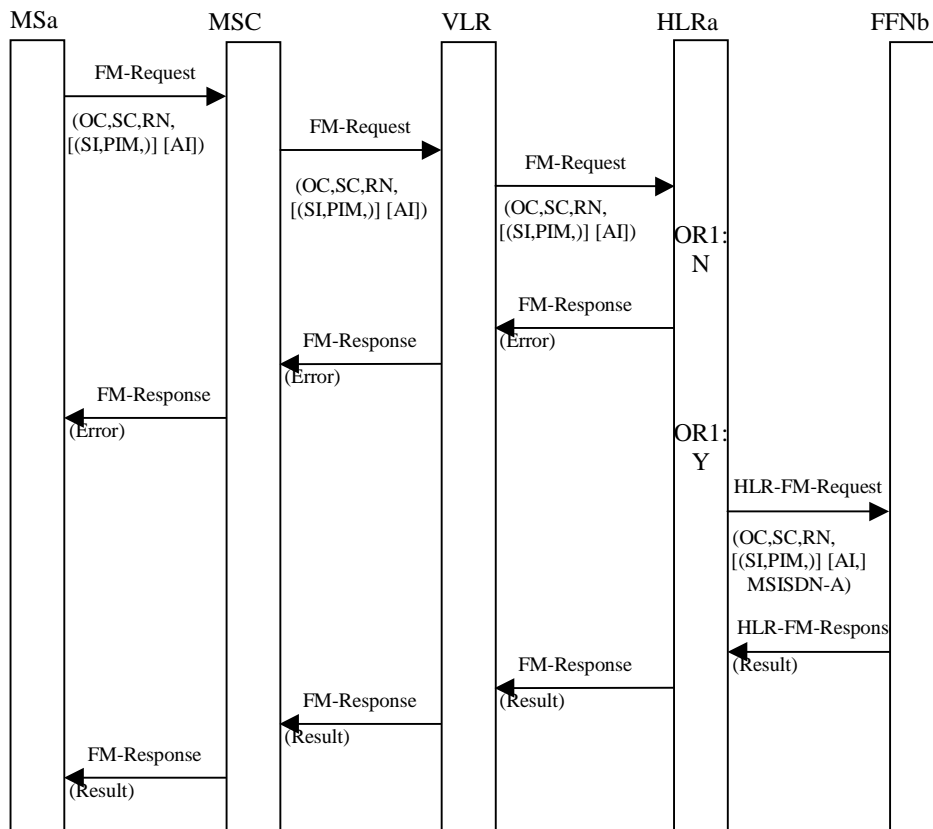 MSa MSC VLR HLRa FFNb
FM-Request
(OC,SC,RN,
[(SI,PIM,)] [AI])
FM-Request
(OC,SC,RN,
[(SI,PIM,)] [AI])
FM-Request
(OC,SC,RN,
[(SI,PIM,)] [AI])
OR1:
N
FM-Response
(Error)
FM-Response
(Error)
FM-Response
(Error)
OR1:
Y
HLR-FM-Request
(OC,SC,RN,
[(SI,PIM,)] [AI,]
MSISDN-A)
HLR-FM-Respons
(Result)
FM-Response
(Result)
FM-Response
(Result)
FM-Response
(Result)